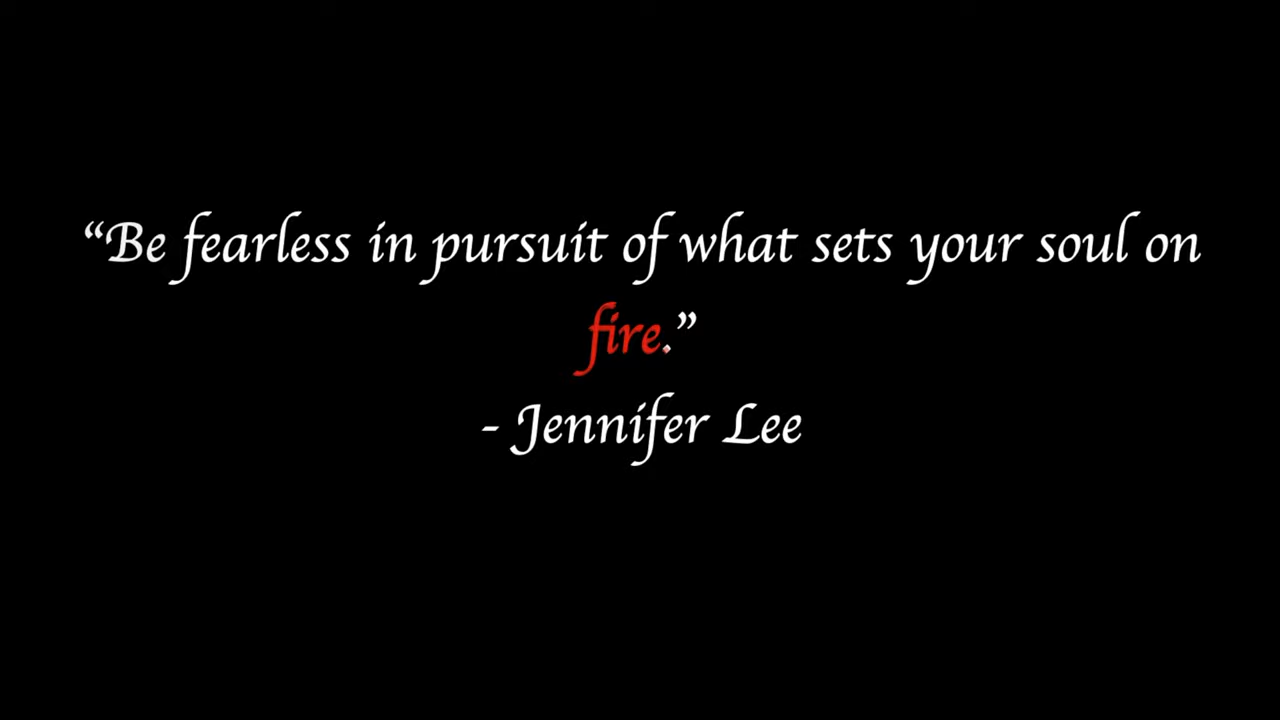 “Be fearless in pursuit of what sets your soul on
fire.”
- Jennifer Lee